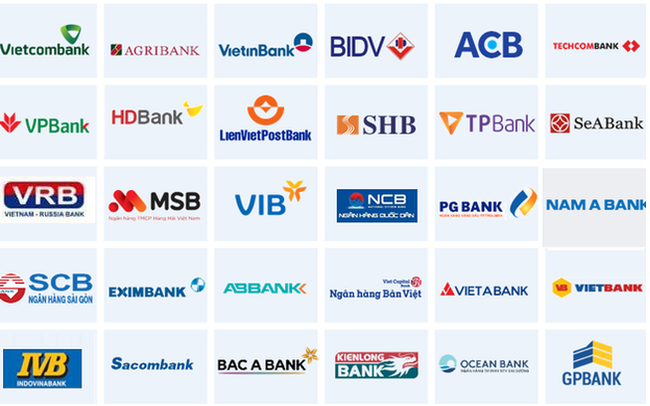 Vietcombank
AGRIBANK
VietinBank
BIDV
ACB
TECHCOMBANK
VPBank
HDBank
LienVietPostBank
SHB
TPBank
SeABank
VRB
VIETNAM - RUSSIA BANK
MSB
Ngân hàng TMCP Hàng Hải Việt Nam
VIB
NCB
NGÂN HÀNG QUỐC DÂN
PG BANK
NAM A BANK
SCB
NGÂN HÀNG SÀI GÒN
EXIMBANK
ABBANK
Viet Capital
Bank
Ngân hàng Bản Việt
VIETABANK
VB
VIETBANK
IVB
INDOVINABANK
Sacombank
BAC A BANK
KIENLONG
BANK
OCEAN BANK
GPBANK